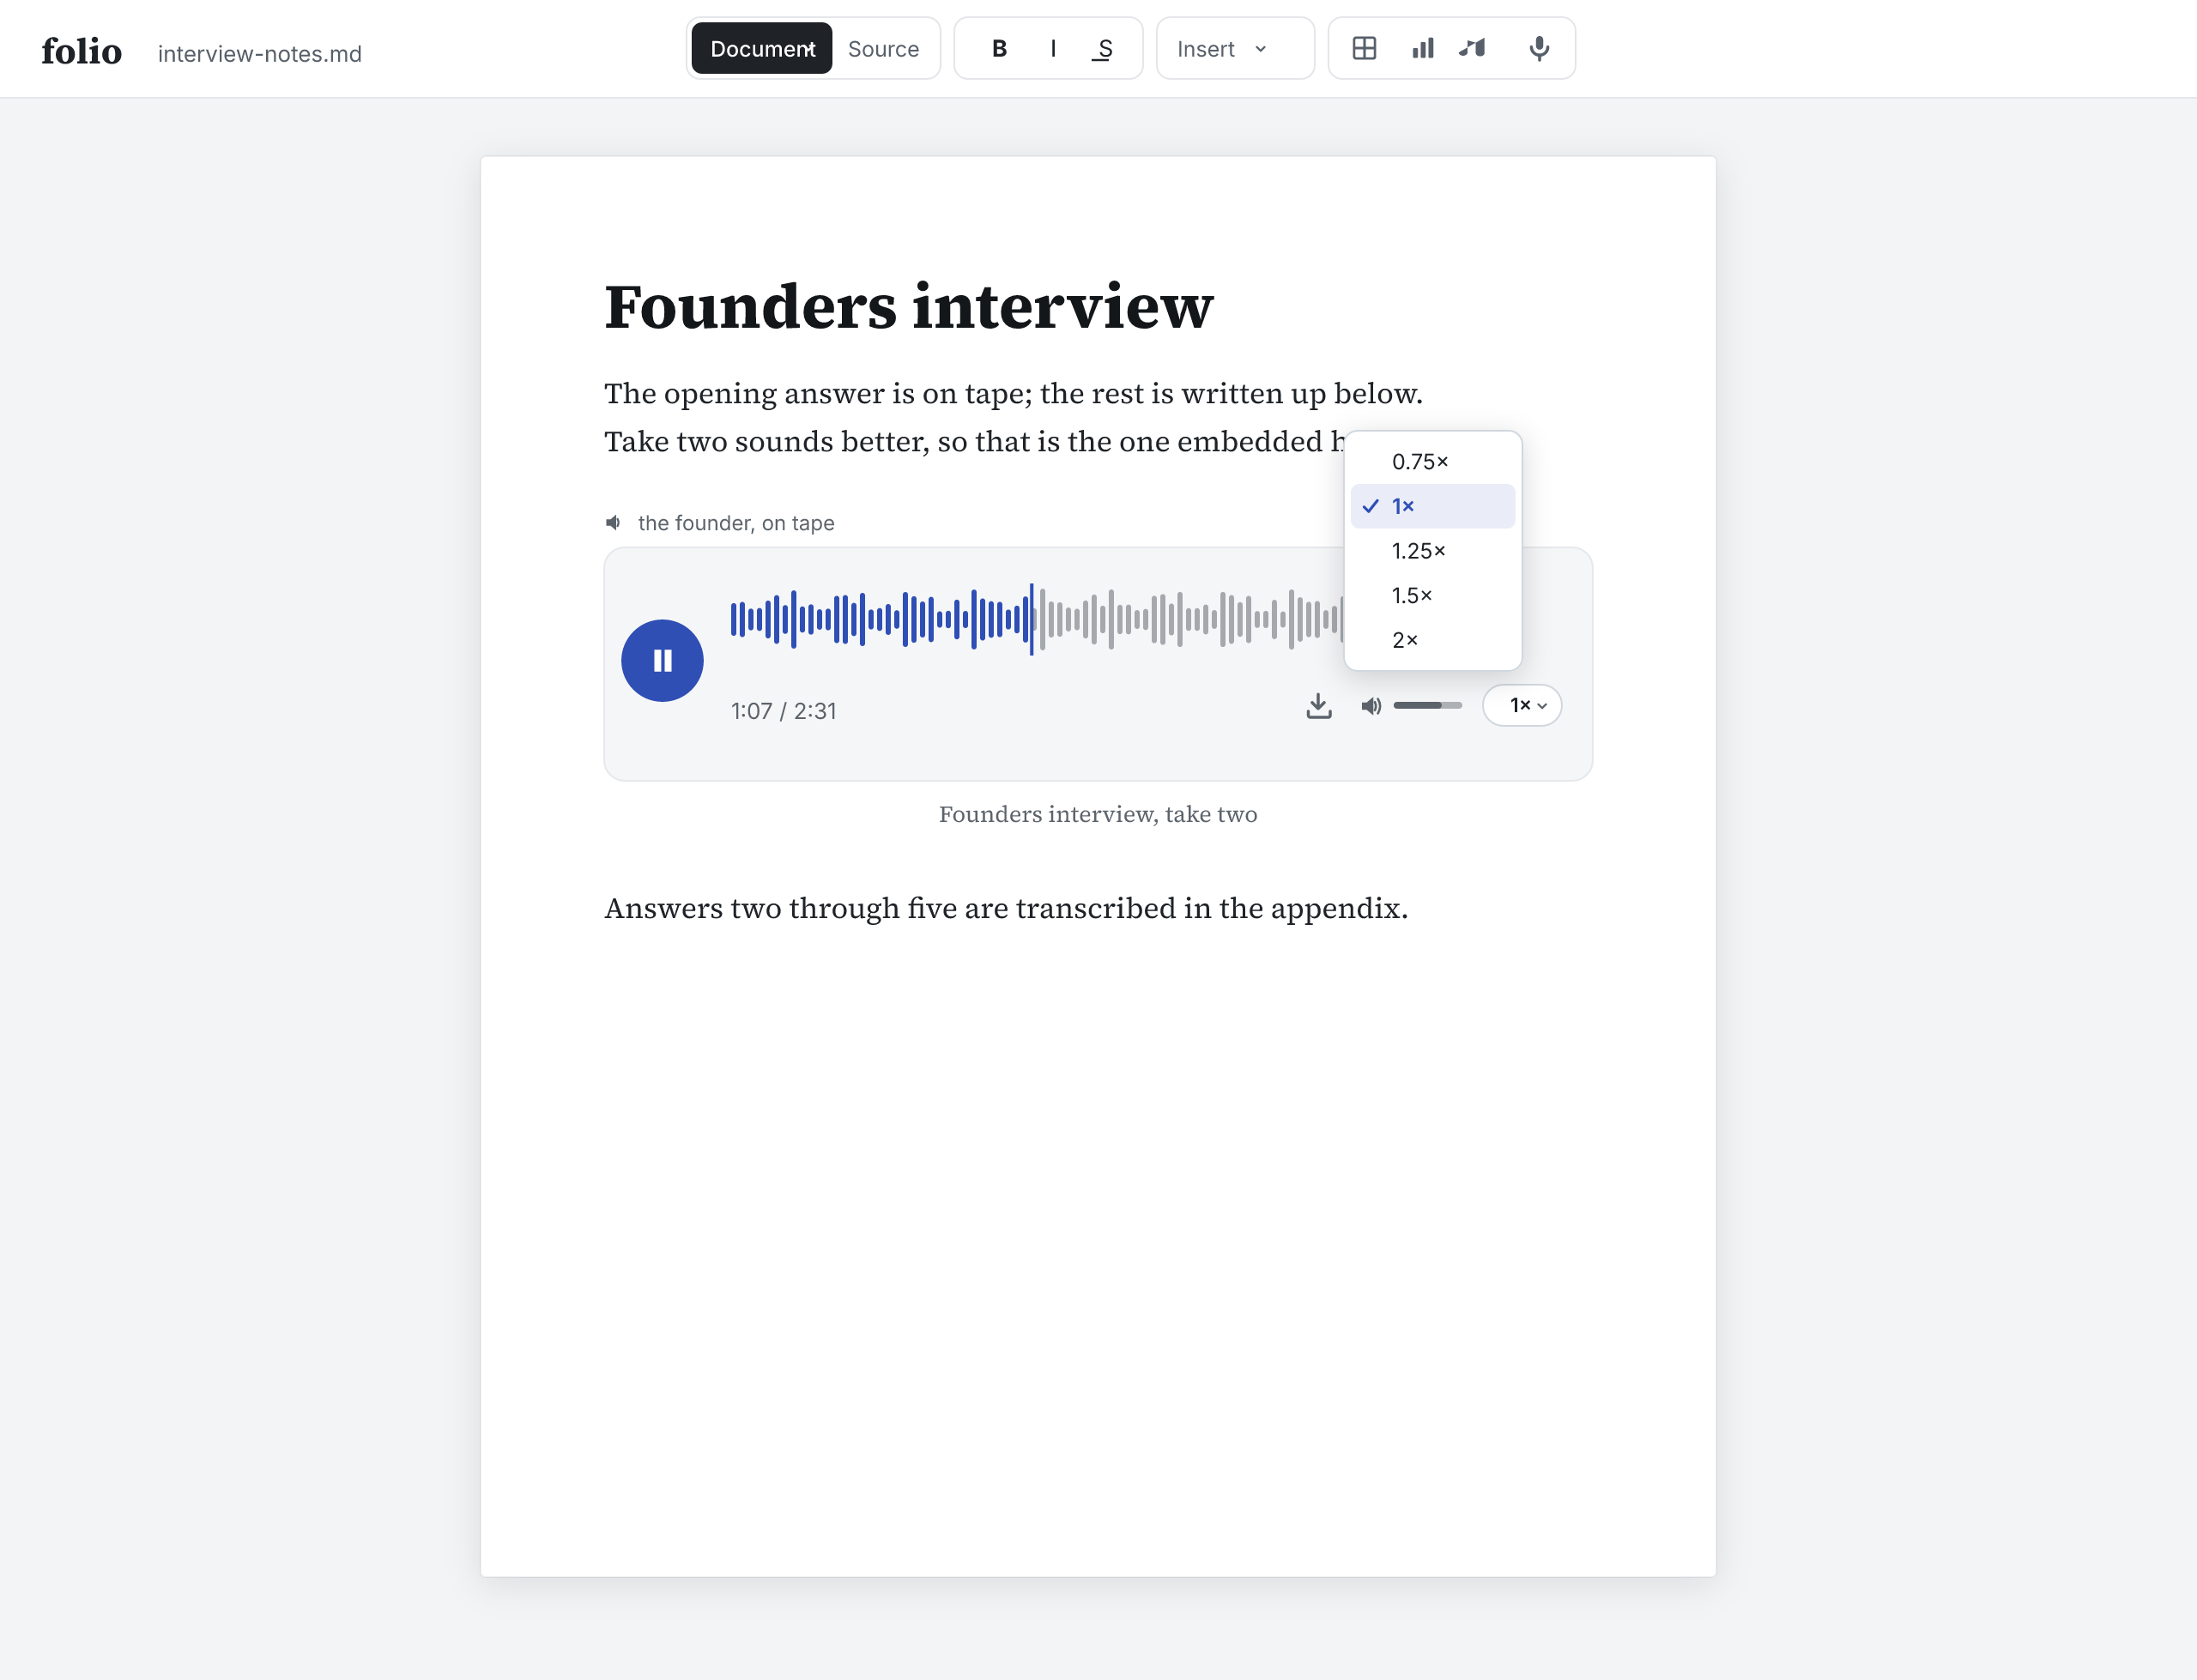 folio
interview-notes.md
Document
Source
B
I
S
Insert
Founders interview
The opening answer is on tape; the rest is written up below.
Take two sounds better, so that is the one embedded
0.75×
1×
1.25×
1.5×
2×
the founder, on tape
1:07 / 2:31
1×
Founders interview, take two
Answers two through five are transcribed in the appendix.